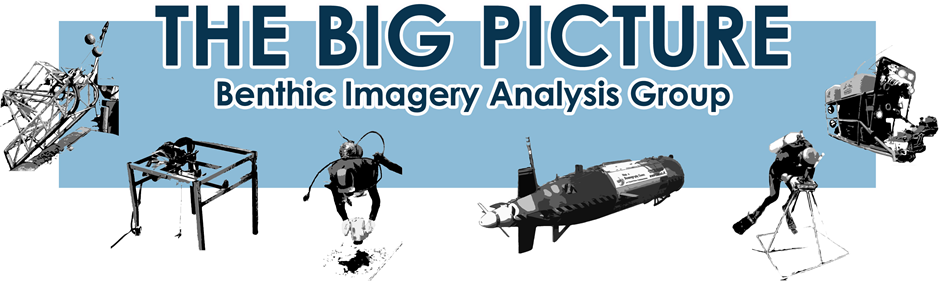 THE BIG PICTURE
Benthic Imagery Analysis Group